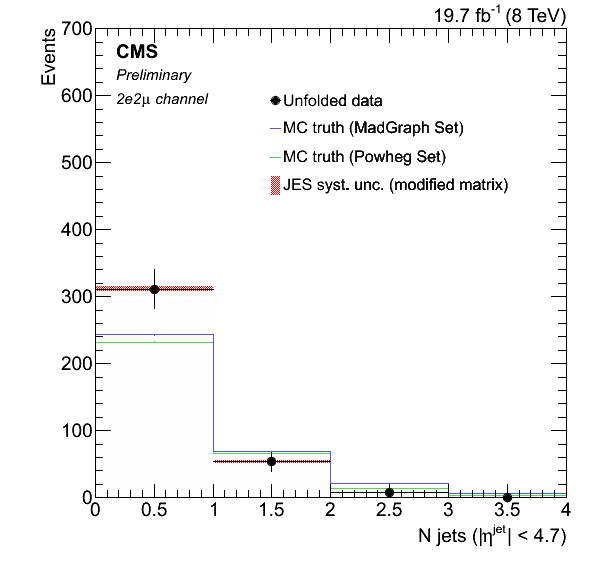 19.7 fb⁻¹ (8 TeV)
Events
700
600
500
400
300
200
100
0
CMS
Preliminary
2e2μ channel
Unfolded data
MC truth (MadGraph Set)
MC truth (Powheg Set)
JES syst. unc. (modified matrix)
0 0.5 1 1.5 2 2.5 3 3.5 4
N jets (|η^jet| < 4.7)